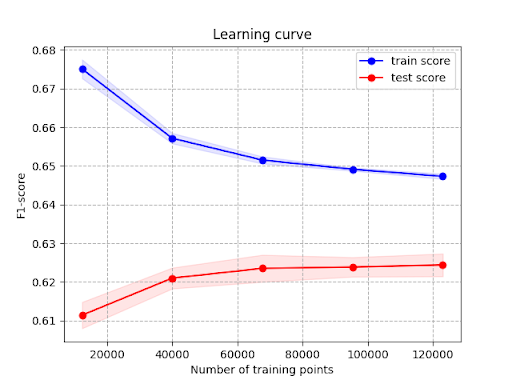 Learning curve
train score
test score
F1-score
0.68
0.67
0.66
0.65
0.64
0.63
0.62
0.61
20000 40000 60000 80000 100000 120000
Number of training points